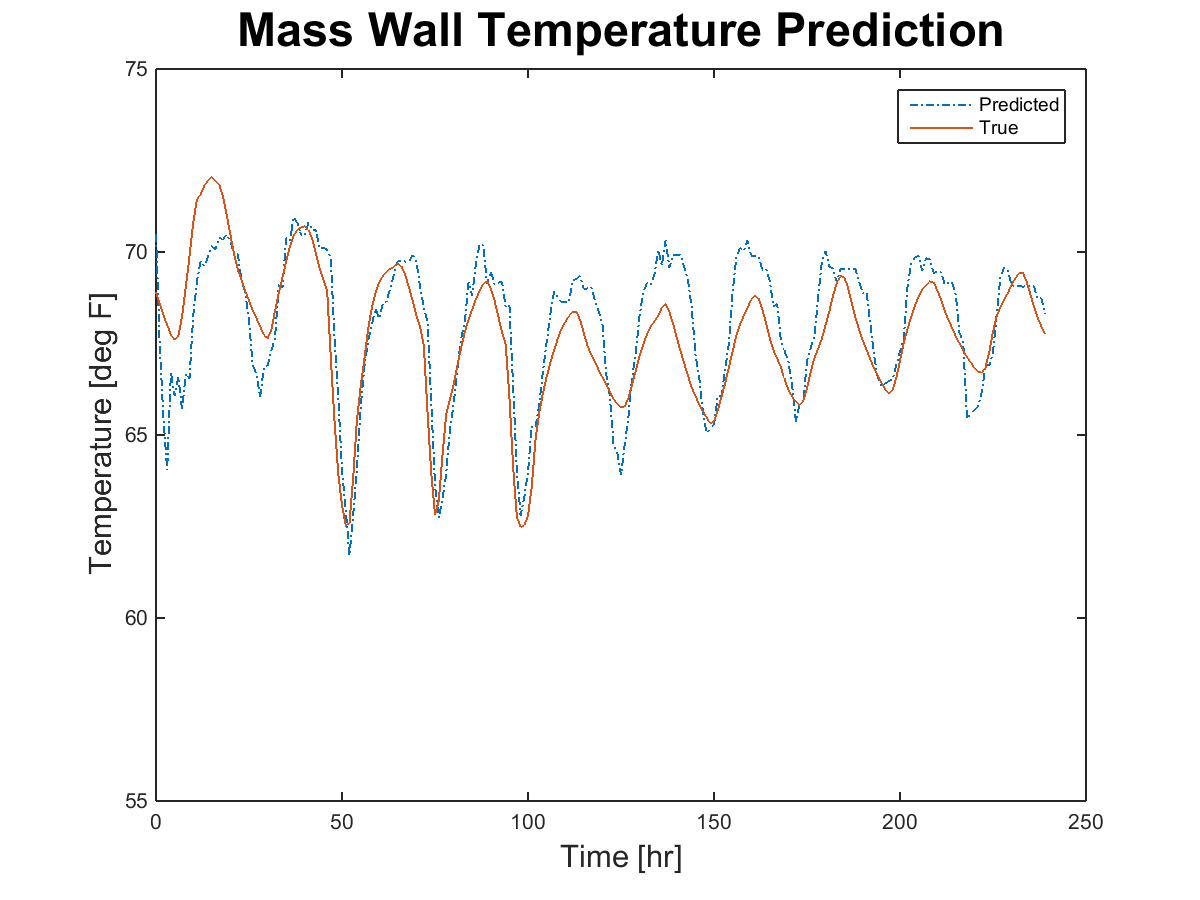 Mass Wall Temperature Prediction
75
70
65
60
55
Temperature [deg F]
Predicted
True
0 50 100 150 200 250
Time [hr]